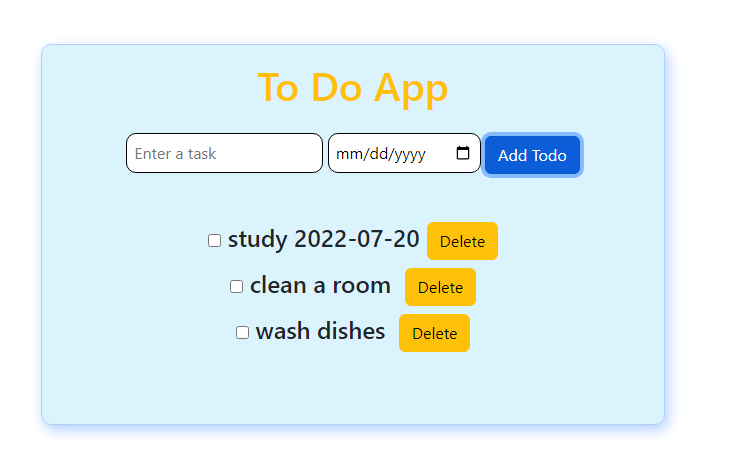 To Do App
Enter a task mm/dd/yyyy Add Todo
study 2022-07-20 Delete
clean a room Delete
wash dishes Delete